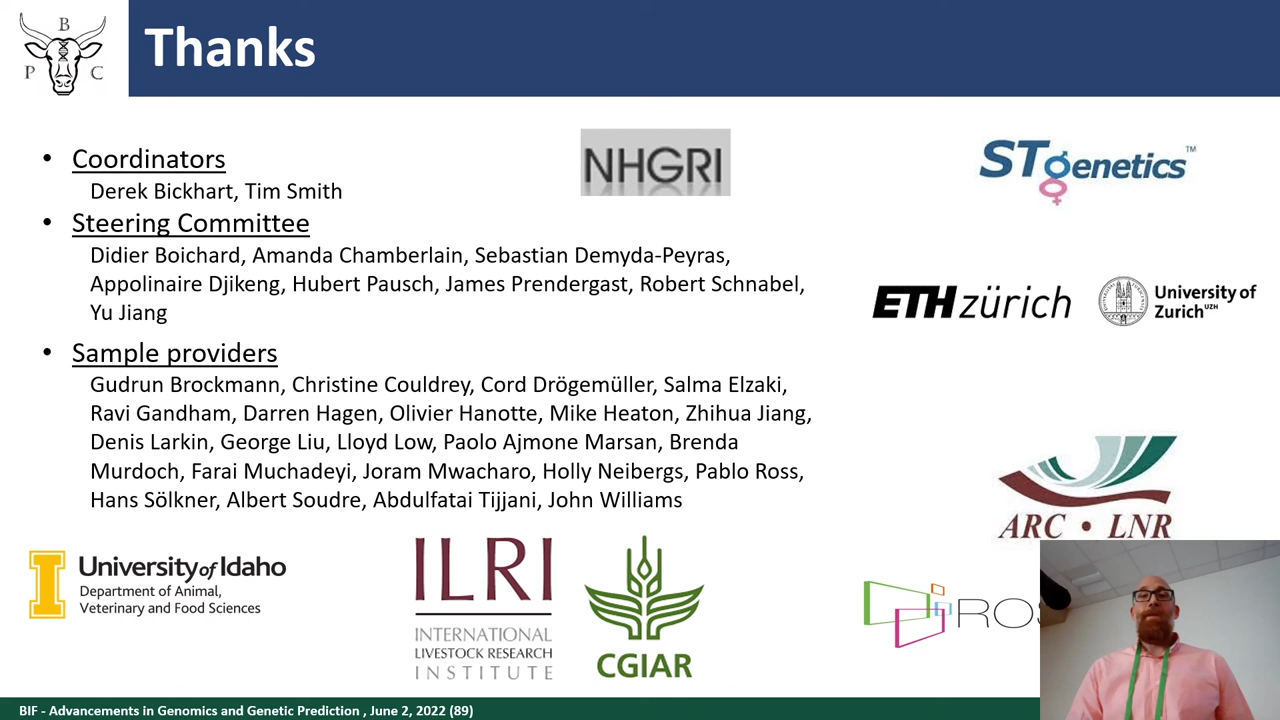 B
P C
Thanks
• Coordinators
Derek Bickhart, Tim Smith
• Steering Committee
Didier Boichard, Amanda Chamberlain, Sebastian Demyda-Peyras,
Appolinaire Djikeng, Hubert Pausch, James Prendergast, Robert Schnabel,
Yu Jiang
• Sample providers
Gudrun Brockmann, Christine Couldrey, Cord Drögemüller, Salma Elzaki,
Ravi Gandham, Darren Hagen, Olivier Hanotte, Mike Heaton, Zhihua Jiang,
Denis Larkin, George Liu, Lloyd Low, Paolo Ajmone Marsan, Brenda
Murdoch, Farai Muchadeyi, Joram Mwacharo, Holly Neibergs, Pablo Ross,
Hans Sölkner, Albert Soudre, Abdulfatai Tijjani, John Williams
NHGRI
STgenetics™
ETH zürich
University of
Zurich UZH
ARC • LNR
University of Idaho
Department of Animal,
Veterinary and Food Sciences
ILRI
INTERNATIONAL
LIVESTOCK RESEARCH
INSTITUTE
CGIAR
BIF - Advancements in Genomics and Genetic Prediction , June 2, 2022 (89)